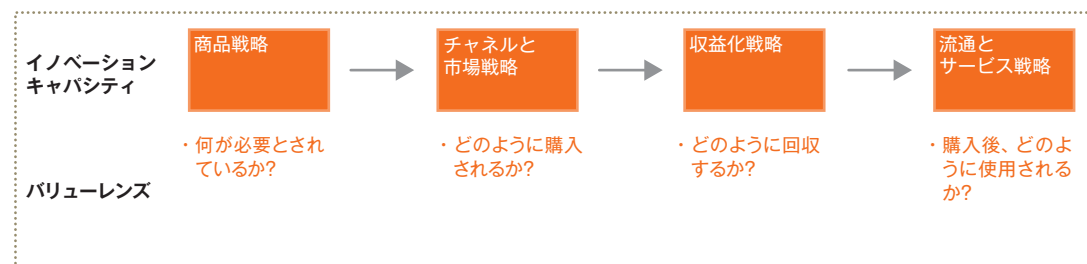 イノベーション
キャパシティ
商品戦略
チャネルと
市場戦略
収益化戦略
流通と
サービス戦略
バリューレンズ
・何が必要とされ
ているか?
・どのように購入
されるか?
・どのように回収
するか?
・購入後、どのよ
うに使用される
か?